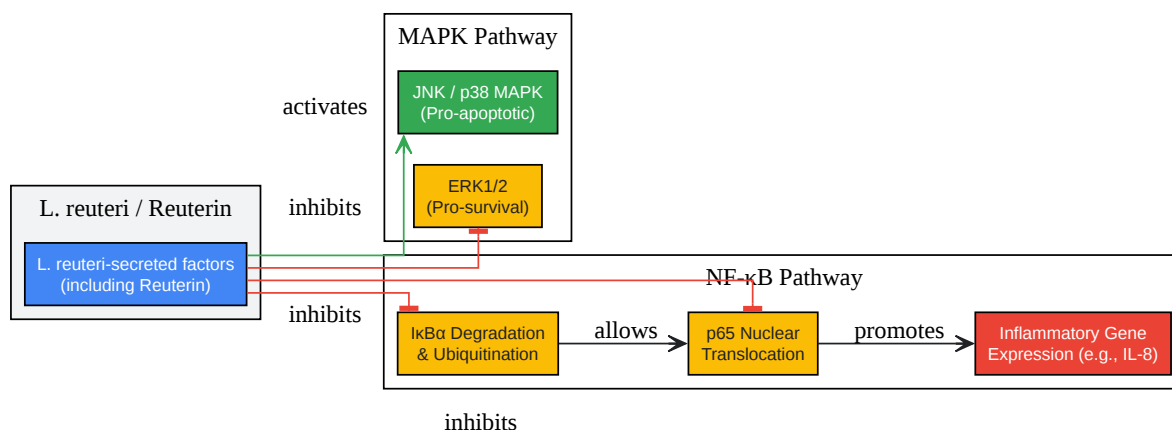 MAPK Pathway
JNK / p38 MAPK
(Pro-apoptotic)
activates
ERK1/2
(Pro-survival)
inhibits
L. reuteri / Reuterin
L. reuteri-secreted factors
(including Reuterin)
NF-κB Pathway
inhibits
IκBα Degradation
& Ubiquitination
allows
p65 Nuclear
Translocation
promotes
Inflammatory Gene
Expression (e.g., IL-8)
inhibits